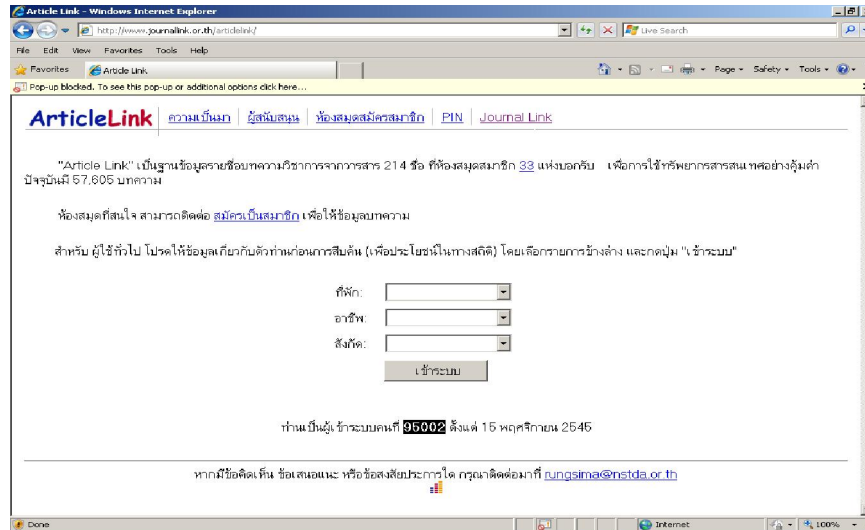 Article Link - Windows Internet Explorer
http://www.journallink.or.th/articlelink/
Live Search
File Edit View Favorites Tools Help
Favorites Article Link Page Safety Tools
Pop-up blocked. To see this pop-up or additional options click here...
ArticleLink ความเป็นมา ผู้สนับสนุน ห้องสมุดสมัครสมาชิก PIN Journal Link
"Article Link" เป็นฐานข้อมูลรายชื่อบทความวิชาการจากวารสาร 214 ชื่อ ที่ห้องสมุดสมาชิก 33 แห่งบอกรับ เพื่อการใช้ทรัพยากรสารสนเทศอย่างคุ้มค่า
ปัจจุบันมี 57,605 บทความ
ห้องสมุดที่สนใจ สามารถติดต่อ สมัครเป็นสมาชิก เพื่อให้ข้อมูลบทความ
สำหรับ ผู้ใช้ทั่วไป โปรดให้ข้อมูลเกี่ยวกับตัวท่านก่อนการสืบค้น (เพื่อประโยชน์ในทางสถิติ) โดยเลือกรายการข้างล่าง และกดปุ่ม "เข้าระบบ"
ที่พัก:
อาชีพ:
สังกัด:
เข้าระบบ
ท่านเป็นผู้เข้าระบบคนที่ 95002 ตั้งแต่ 15 พฤศจิกายน 2545
หากมีข้อคิดเห็น ข้อเสนอแนะ หรือข้อสงสัยประการใด กรุณาติดต่อมาที่ rungsima@nstda.or.th
Done Internet 100%